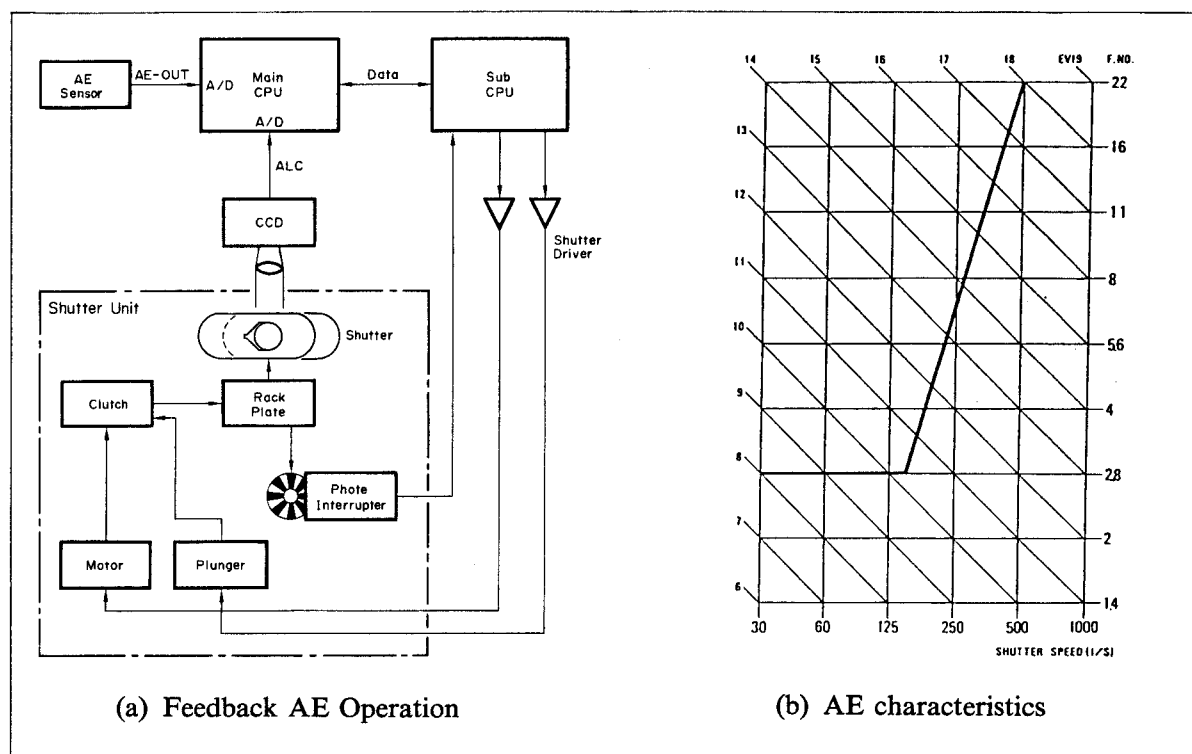 AE
Sensor
AE-OUT
A/D
Main
CPU
A/D
Data
Sub
CPU
ALC
CCD
Shutter
Driver
Shutter Unit
Shutter
Clutch
Rack
Plate
Phote
Interrupter
Motor
Plunger
(a) Feedback AE Operation
14 15 16 17 18 EV19 F.NO.
22
13
16
12
11
11
8
10
5.6
9
4
8
2.8
7
2
6
1.4
30 60 125 250 500 1000
SHUTTER SPEED (1/S)
(b) AE characteristics